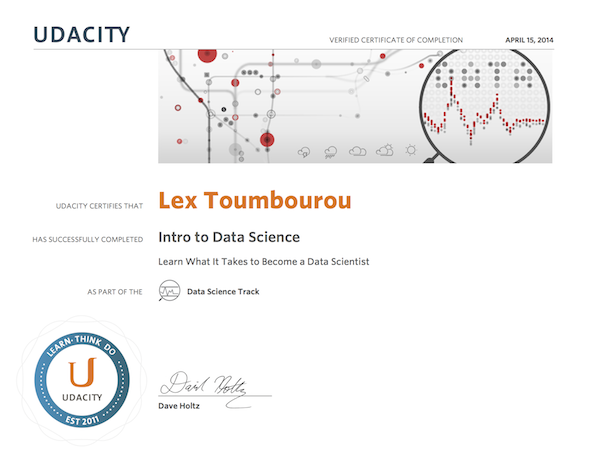 UDACITY
VERIFIED CERTIFICATE OF COMPLETION APRIL 15, 2014
DATA
UDACITY CERTIFIES THAT Lex Toumbourou
HAS SUCCESSFULLY COMPLETED Intro to Data Science
Learn What It Takes to Become a Data Scientist
AS PART OF THE Data Science Track
LEARN · THINK · DO
U
UDACITY
EST 2011
David Holtz
Dave Holtz